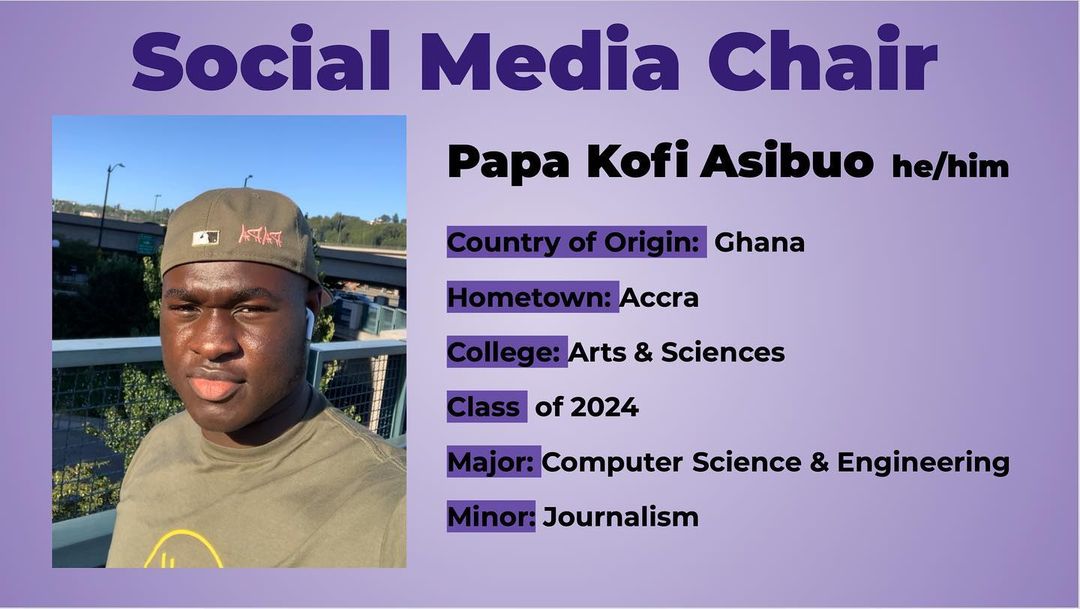 Social Media Chair
Papa Kofi Asibuo he/him
Country of Origin: Ghana
Hometown: Accra
College: Arts & Sciences
Class of 2024
Major: Computer Science & Engineering
Minor: Journalism